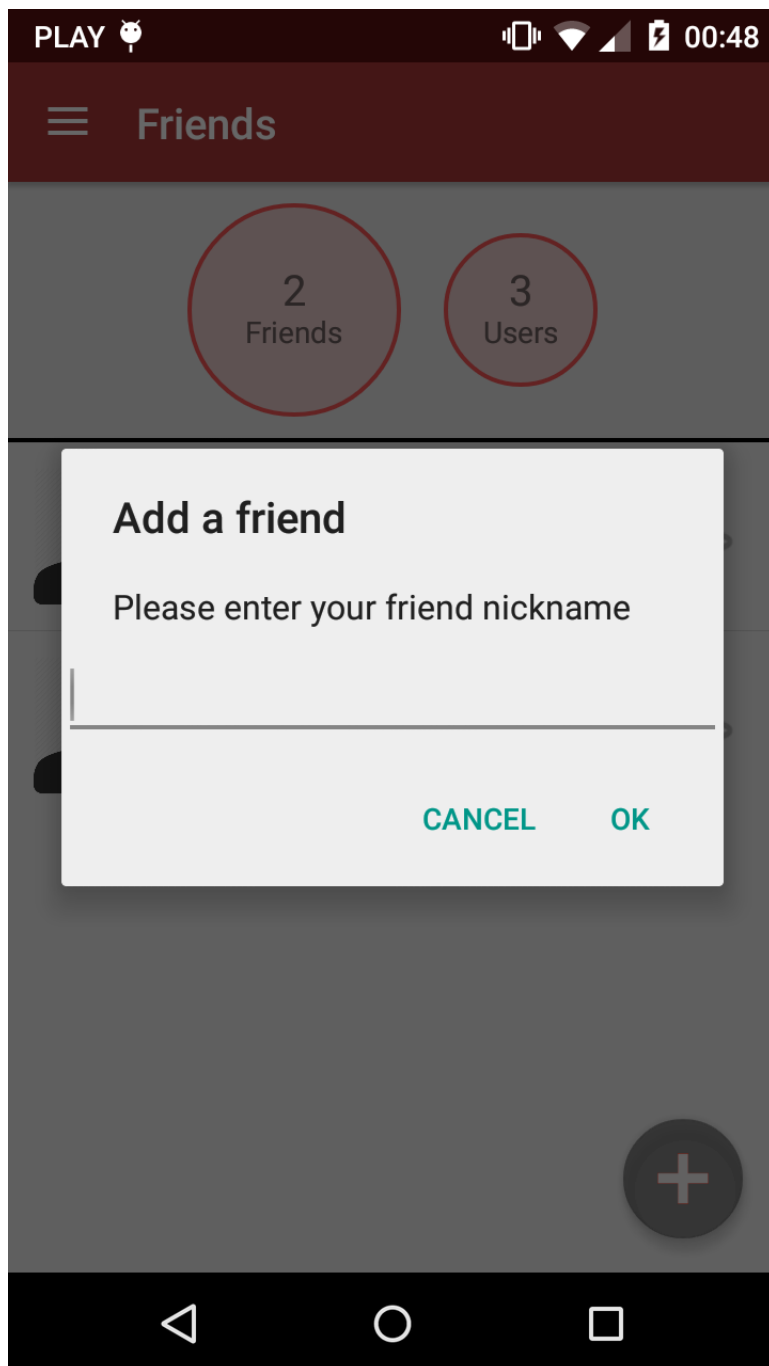 PLAY 00:48
Friends
2 3
Friends Users
Add a friend
Please enter your friend nickname
CANCEL OK